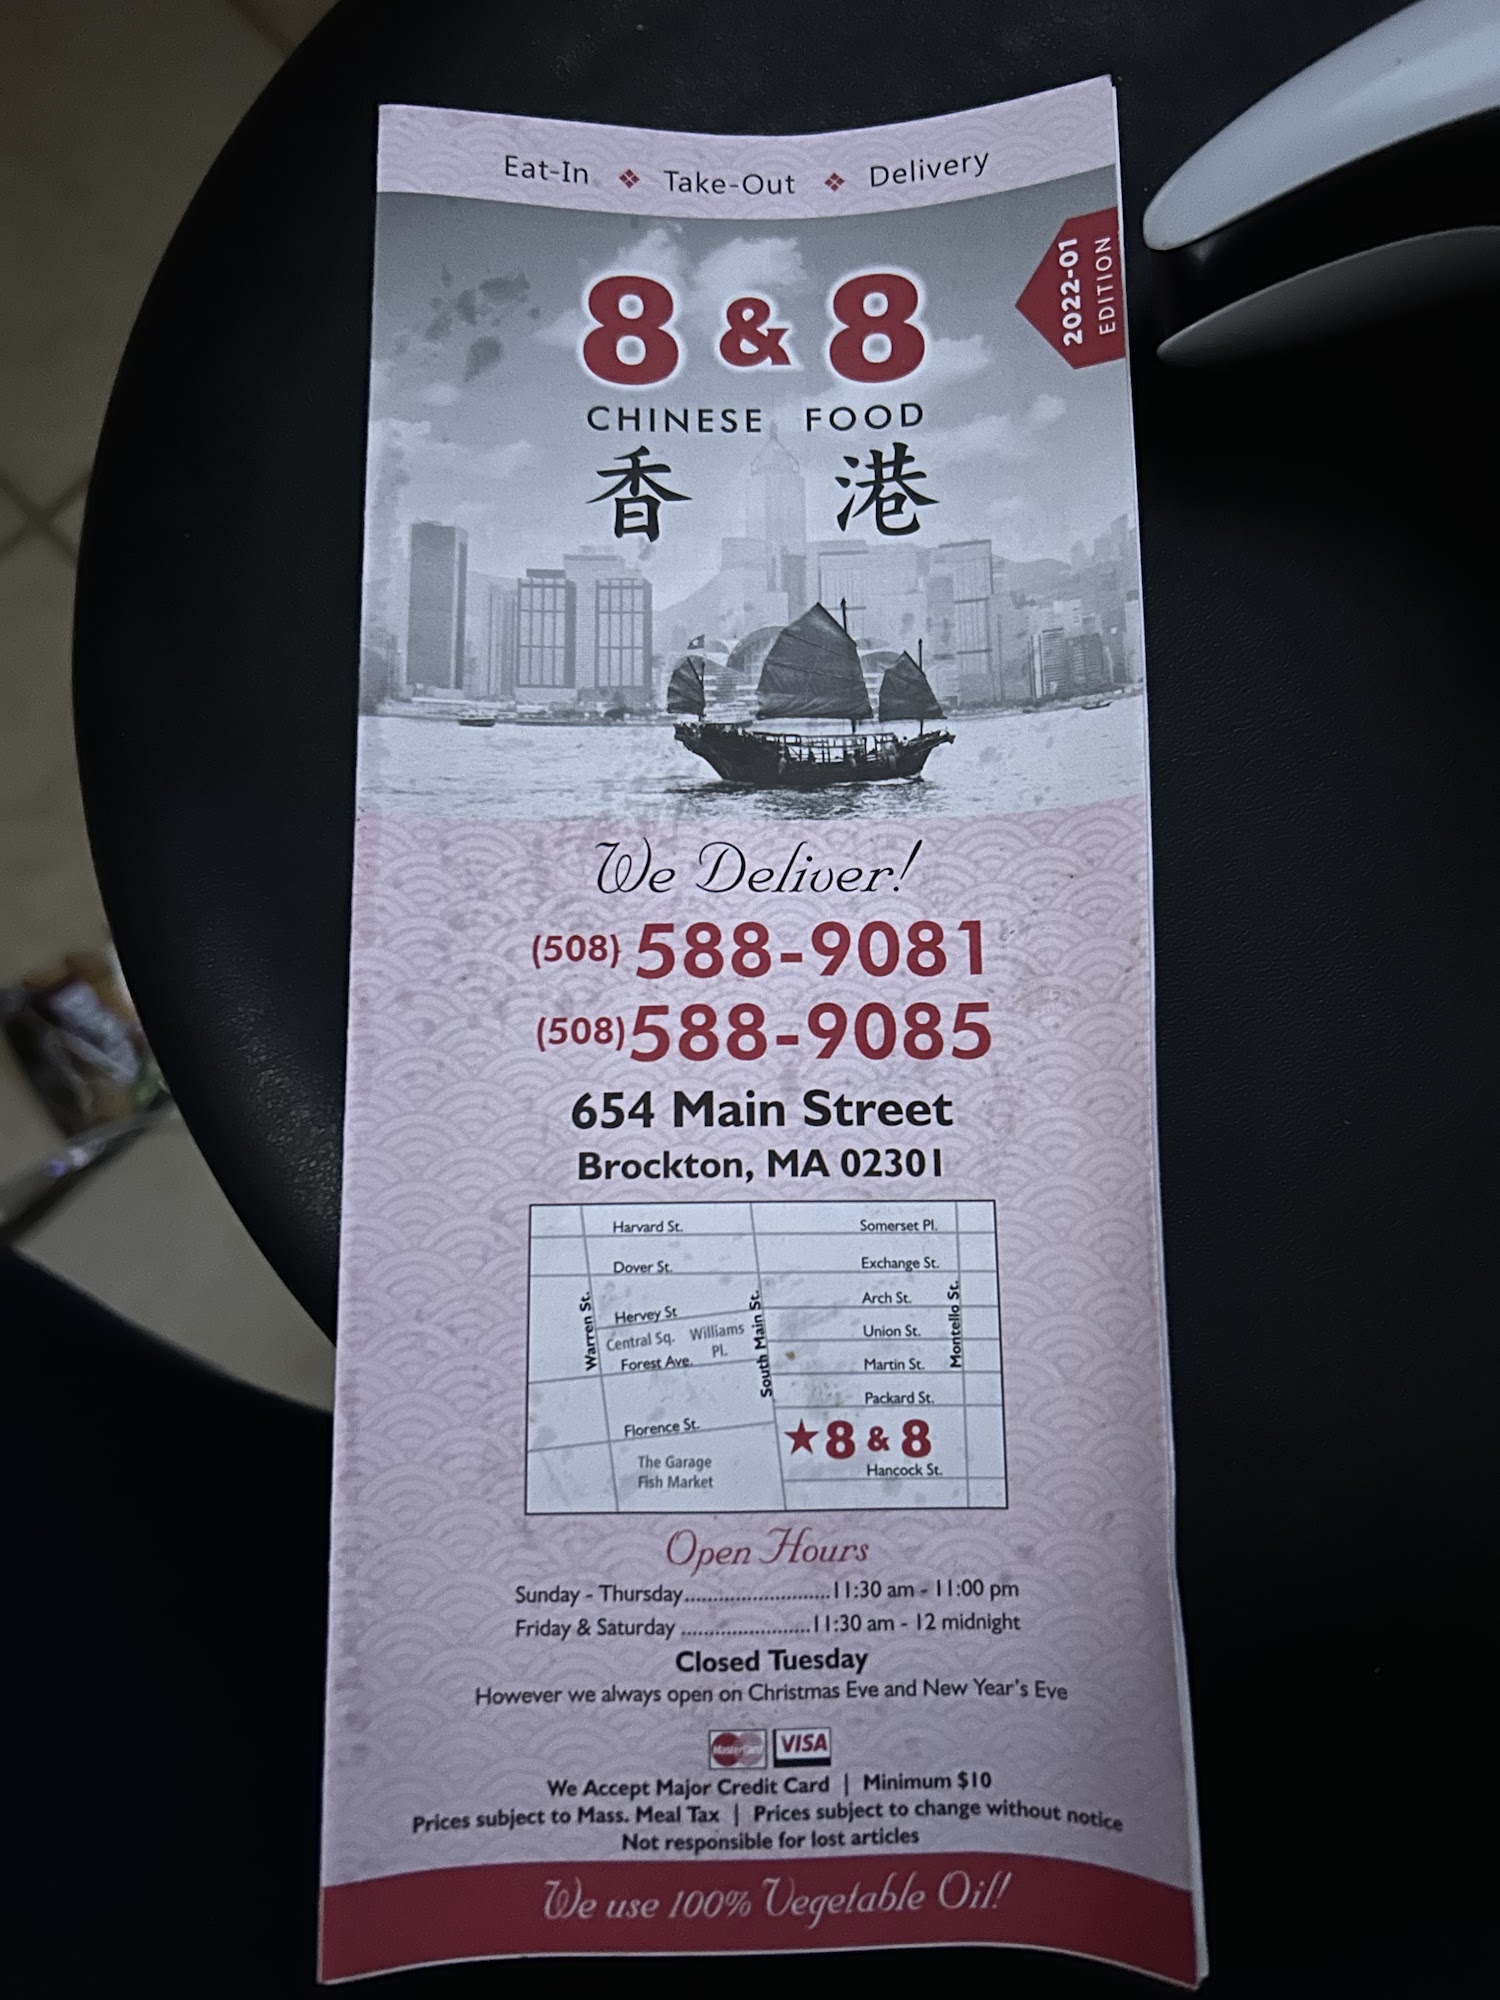 Eat-In ❖ Take-Out ❖ Delivery
2022-01
EDITION
8 & 8
CHINESE FOOD
香港
We Deliver!
(508) 588-9081
(508) 588-9085
654 Main Street
Brockton, MA 02301
Harvard St.
Somerset Pl.
Dover St.
Exchange St.
Warren St.
Hervey St
South Main St.
Arch St.
Montello St.
Central Sq.
Williams Pl.
Union St.
Forest Ave.
Martin St.
Packard St.
Florence St.
★8 & 8
The Garage
Fish Market
Hancock St.
Open Hours
Sunday - Thursday..........................11:30 am - 11:00 pm
Friday & Saturday .......................11:30 am - 12 midnight
Closed Tuesday
However we always open on Christmas Eve and New Year's Eve
MasterCard VISA
We Accept Major Credit Card | Minimum $10
Prices subject to Mass. Meal Tax | Prices subject to change without notice
Not responsible for lost articles
We use 100% Vegetable Oil!